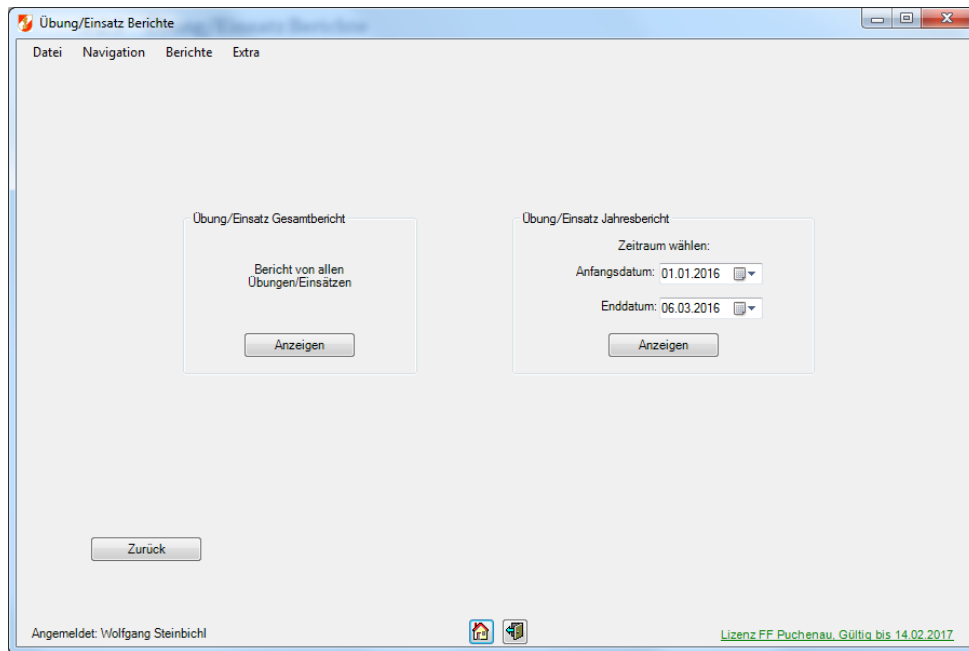 Übung/Einsatz Berichte
Datei Navigation Berichte Extra
Übung/Einsatz Gesamtbericht
Bericht von allen
Übungen/Einsätzen
Anzeigen
Übung/Einsatz Jahresbericht
Zeitraum wählen:
Anfangsdatum: 01.01.2016
Enddatum: 06.03.2016
Anzeigen
Zurück
Angemeldet: Wolfgang Steinbichl
Lizenz FF Puchenau, Gültig bis 14.02.2017